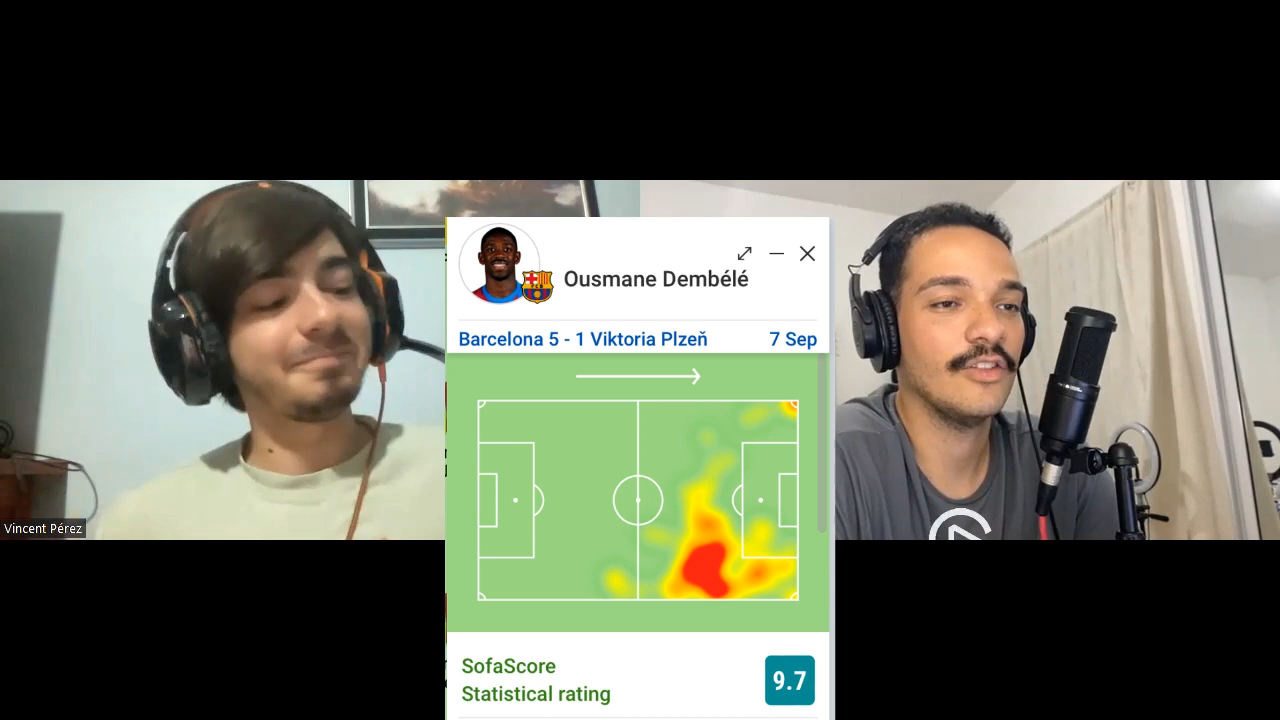 Ousmane Dembélé
Barcelona 5 - 1 Viktoria Plzeň 7 Sep
Vincent Pérez
SofaScore
Statistical rating
9.7